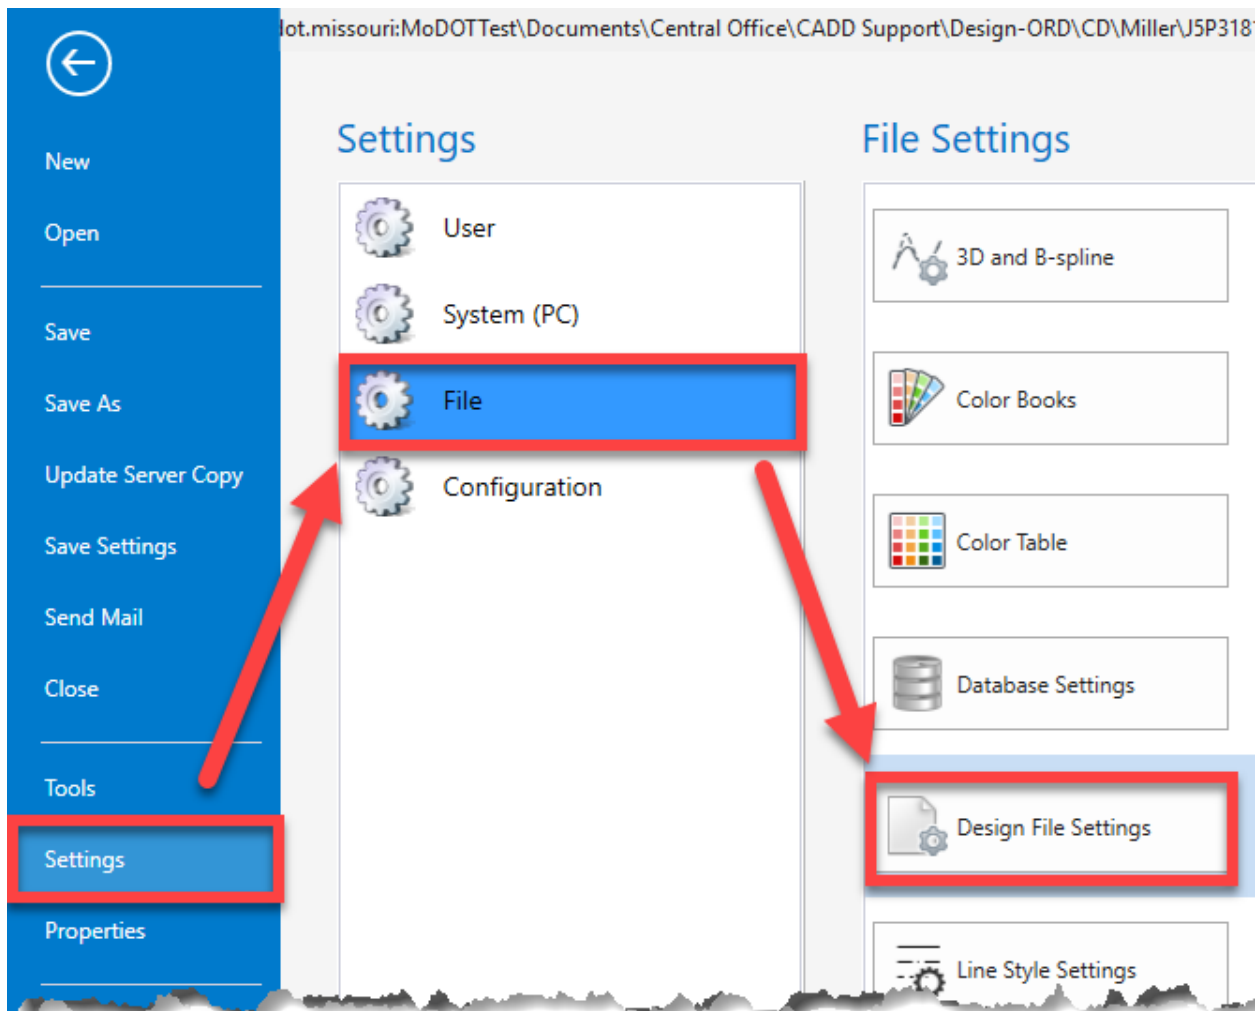 dot.missouri:MoDOTTest\Documents\Central Office\CADD Support\Design-ORD\CD\Miller\J5P318
New
Open
Save
Save As
Update Server Copy
Save Settings
Send Mail
Close
Tools
Settings
Properties
Settings
User
System (PC)
File
Configuration
File Settings
3D and B-spline
Color Books
Color Table
Database Settings
Design File Settings
Line Style Settings